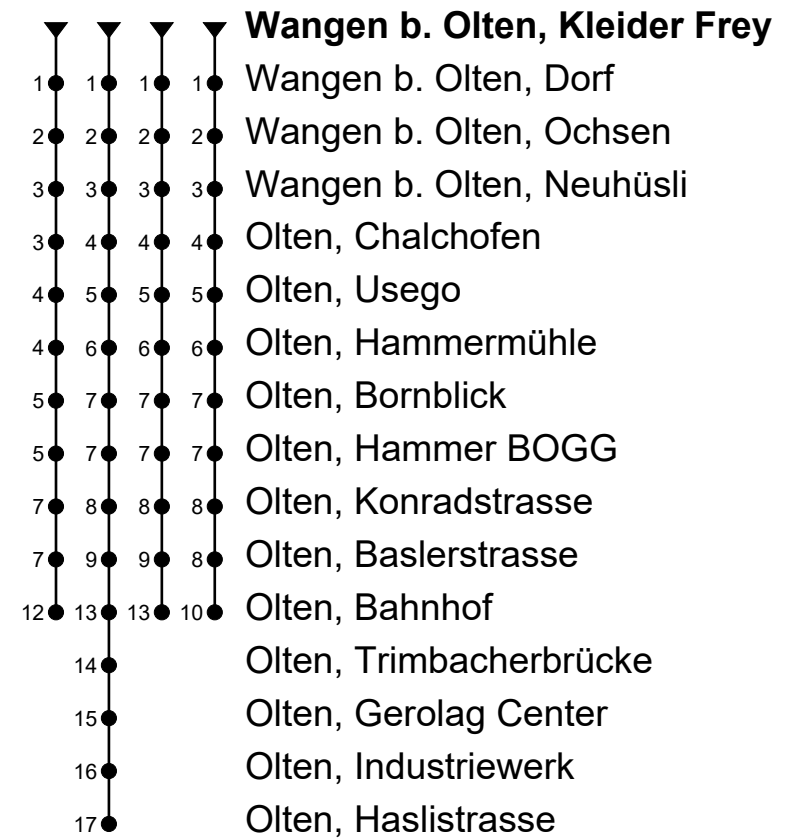 Wangen b. Olten, Kleider Frey
1 1 1 1 Wangen b. Olten, Dorf
2 2 2 2 Wangen b. Olten, Ochsen
3 3 3 3 Wangen b. Olten, Neuhüsli
3 4 4 4 Olten, Chalchofen
4 5 5 5 Olten, Usego
4 6 6 6 Olten, Hammermühle
5 7 7 7 Olten, Bornblick
5 7 7 7 Olten, Hammer BOGG
7 8 8 8 Olten, Konradstrasse
7 9 9 8 Olten, Baslerstrasse
12 13 13 10 Olten, Bahnhof
14 Olten, Trimbacherbrücke
15 Olten, Gerolag Center
16 Olten, Industriewerk
17 Olten, Haslistrasse